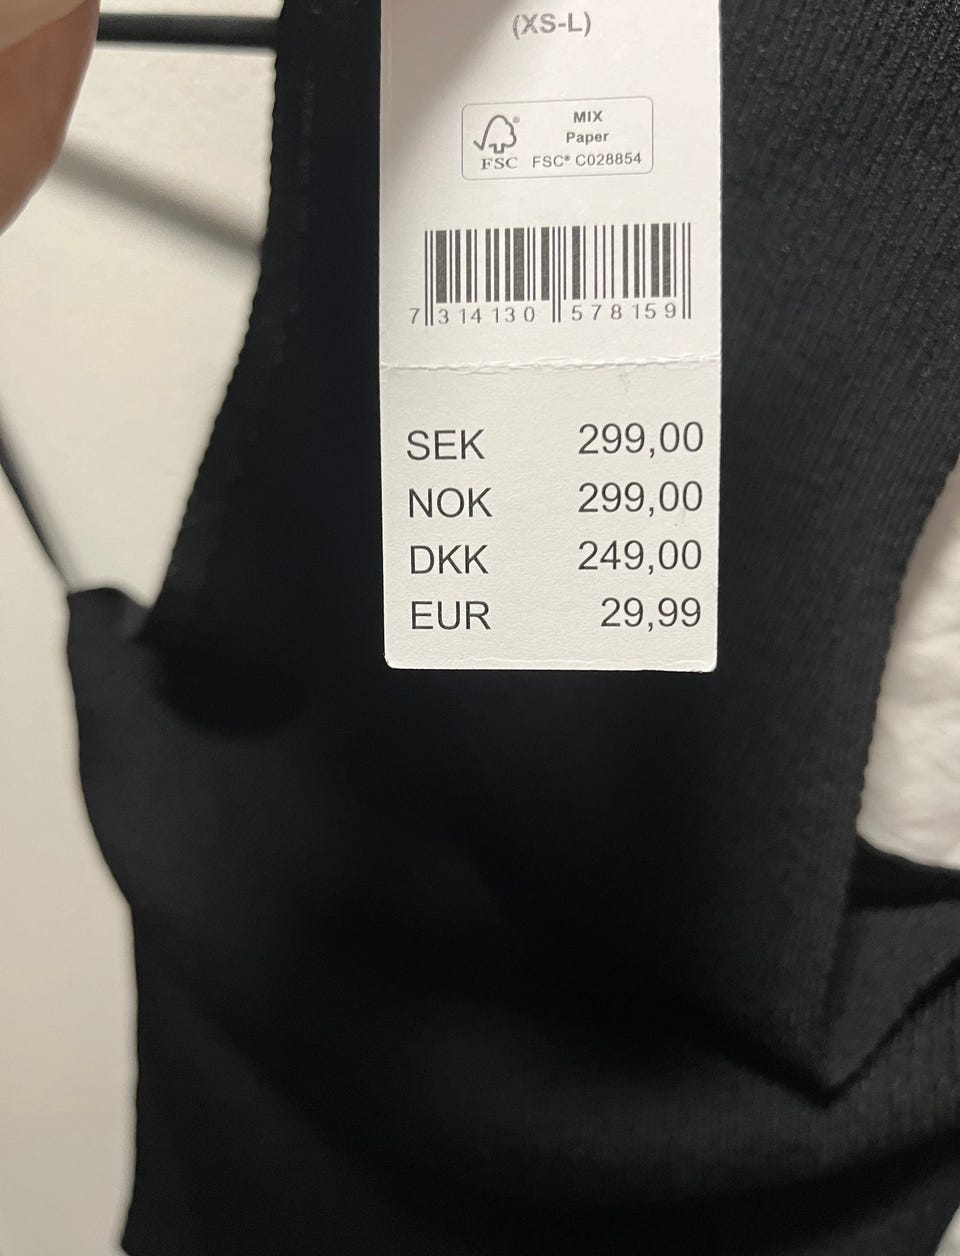 (XS-L)
MIX
Paper
FSC® C028854
FSC
7 314130 578159
SEK 299,00
NOK 299,00
DKK 249,00
EUR 29,99